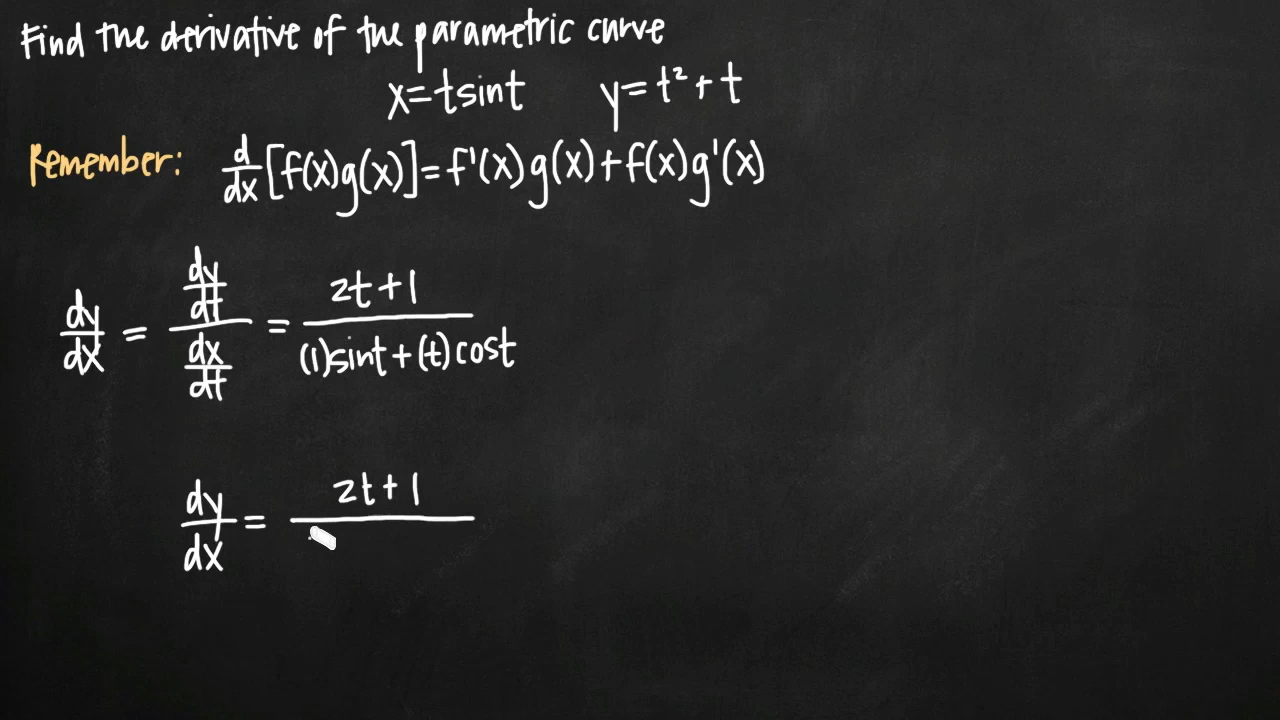 Find the derivative of the parametric curve
x=tsint y=t²+t
Remember: d/dx[f(x)g(x)]=f'(x)g(x)+f(x)g'(x)
dy/dx = (dy/dt)/(dx/dt) = (2t+1)/((1)sint+(t)cost)
dy/dx = 2t+1